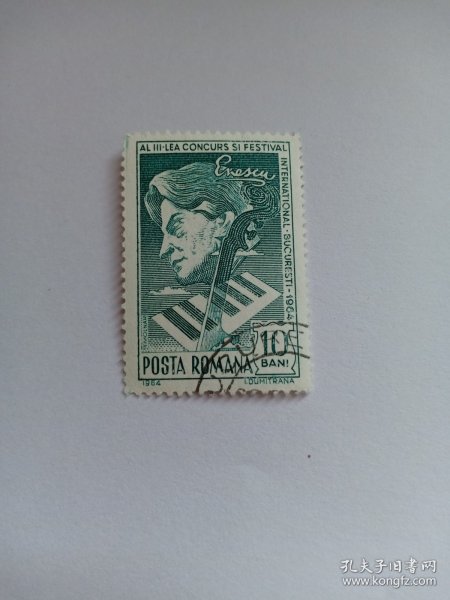 AL III-LEA CONCURS SI FESTIVAL
INTERNATIONAL-BUCURESTI-1964
Enescu
10
BANI
POSTA ROMANA
1964
I.DUMITRANA
孔夫子旧书网
www.kongfz.com